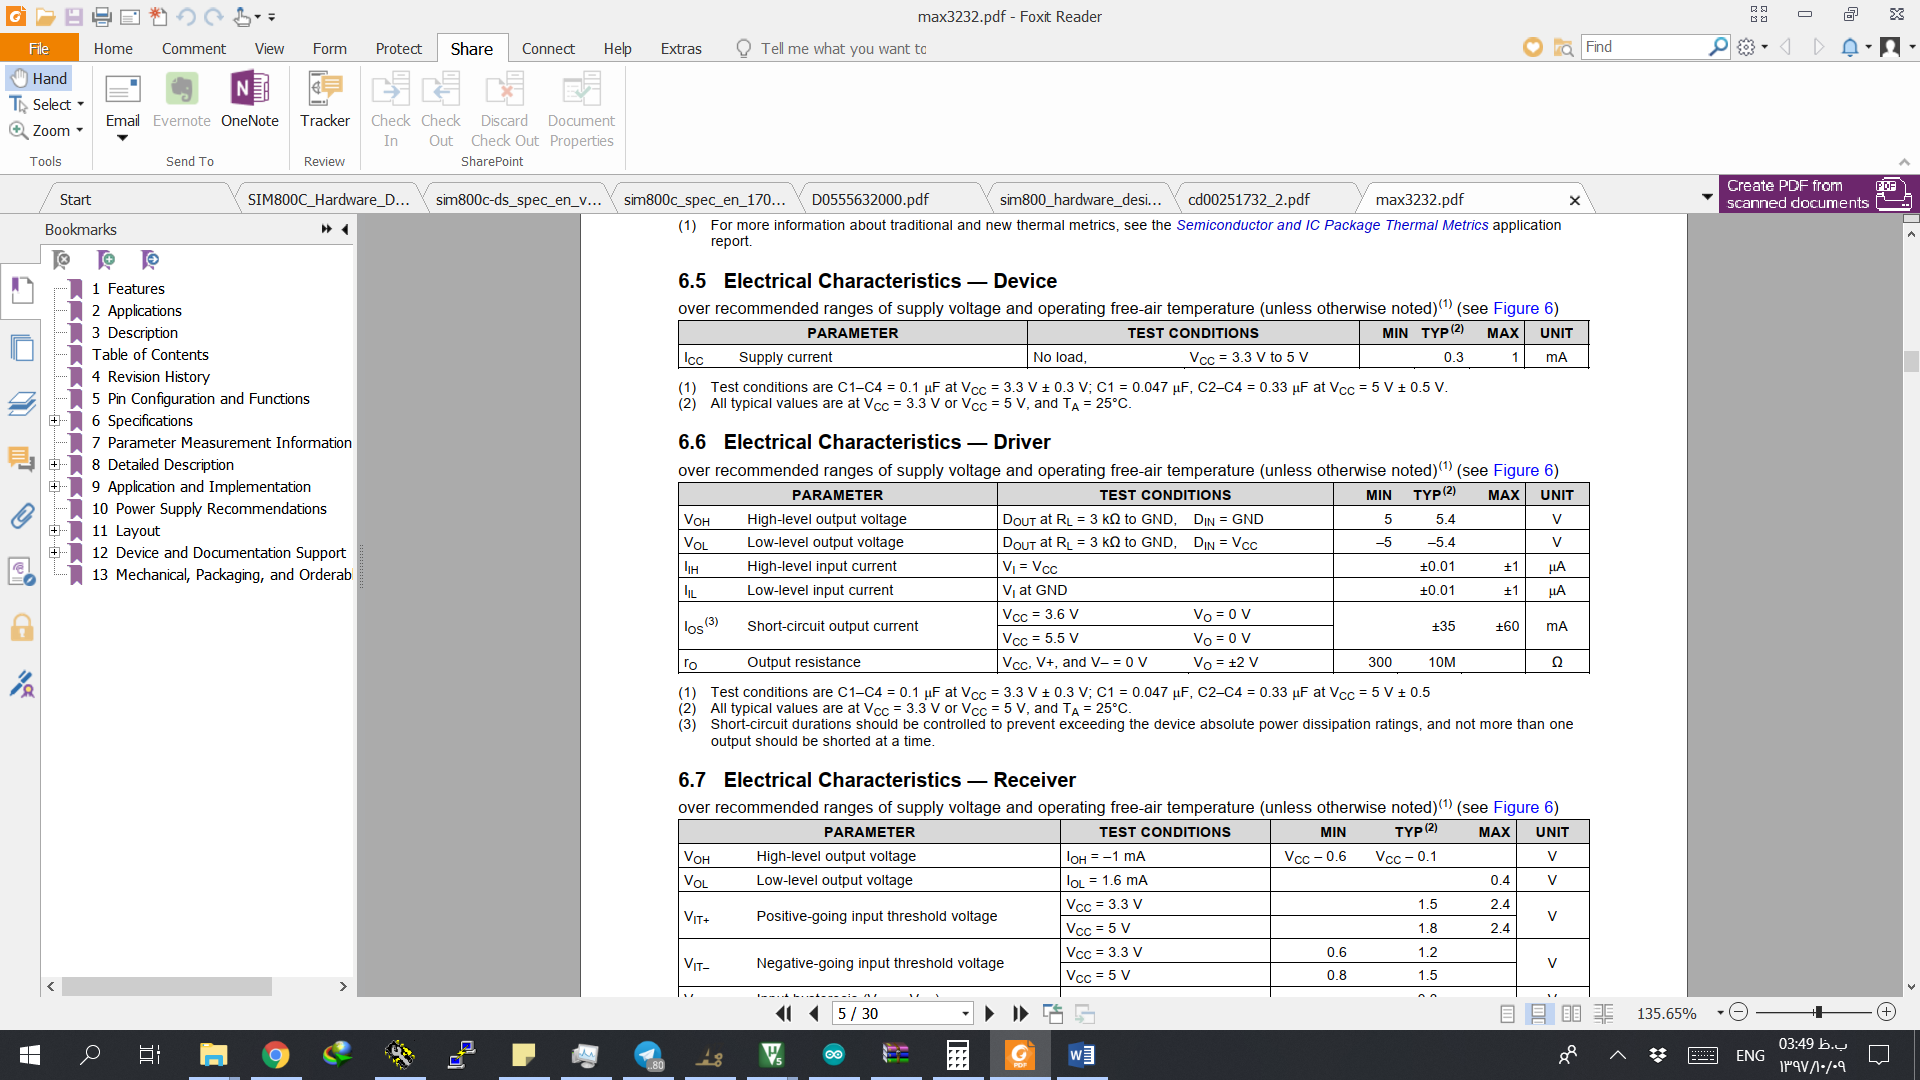 max3232.pdf - Foxit Reader
File Home Comment View Form Protect Share Connect Help Extras Tell me what you want to Find
Hand
Select
Zoom
Tools
Email Evernote OneNote
Send To
Tracker
Review
Check In Check Out Discard Check Out Document Properties
SharePoint
Start SIM800C_Hardware_D... sim800c-ds_spec_en_v... sim800c_spec_en_170... D0555632000.pdf sim800_hardware_desi... cd00251732_2.pdf max3232.pdf
Create PDF from
scanned documents
Bookmarks
1 Features
2 Applications
3 Description
Table of Contents
4 Revision History
5 Pin Configuration and Functions
6 Specifications
7 Parameter Measurement Information
8 Detailed Description
9 Application and Implementation
10 Power Supply Recommendations
11 Layout
12 Device and Documentation Support
13 Mechanical, Packaging, and Orderab
(1) For more information about traditional and new thermal metrics, see the Semiconductor and IC Package Thermal Metrics application
report.
6.5 Electrical Characteristics — Device
over recommended ranges of supply voltage and operating free-air temperature (unless otherwise noted)(1) (see Figure 6)
PARAMETER TEST CONDITIONS MIN TYP(2) MAX UNIT
ICC Supply current No load, VCC = 3.3 V to 5 V 0.3 1 mA
(1) Test conditions are C1–C4 = 0.1 μF at VCC = 3.3 V ± 0.3 V; C1 = 0.047 μF, C2–C4 = 0.33 μF at VCC = 5 V ± 0.5 V.
(2) All typical values are at VCC = 3.3 V or VCC = 5 V, and TA = 25°C.
6.6 Electrical Characteristics — Driver
over recommended ranges of supply voltage and operating free-air temperature (unless otherwise noted)(1) (see Figure 6)
PARAMETER TEST CONDITIONS MIN TYP(2) MAX UNIT
VOH High-level output voltage DOUT at RL = 3 kΩ to GND, DIN = GND 5 5.4 V
VOL Low-level output voltage DOUT at RL = 3 kΩ to GND, DIN = VCC –5 –5.4 V
IIH High-level input current VI = VCC ±0.01 ±1 μA
IIL Low-level input current VI at GND ±0.01 ±1 μA
IOS(3) Short-circuit output current VCC = 3.6 V VO = 0 V ±35 ±60 mA
VCC = 5.5 V VO = 0 V
rO Output resistance VCC, V+, and V– = 0 V VO = ±2 V 300 10M Ω
(1) Test conditions are C1–C4 = 0.1 μF at VCC = 3.3 V ± 0.3 V; C1 = 0.047 μF, C2–C4 = 0.33 μF at VCC = 5 V ± 0.5
(2) All typical values are at VCC = 3.3 V or VCC = 5 V, and TA = 25°C.
(3) Short-circuit durations should be controlled to prevent exceeding the device absolute power dissipation ratings, and not more than one
output should be shorted at a time.
6.7 Electrical Characteristics — Receiver
over recommended ranges of supply voltage and operating free-air temperature (unless otherwise noted)(1) (see Figure 6)
PARAMETER TEST CONDITIONS MIN TYP(2) MAX UNIT
VOH High-level output voltage IOH = –1 mA VCC – 0.6 VCC – 0.1 V
VOL Low-level output voltage IOL = 1.6 mA 0.4 V
VIT+ Positive-going input threshold voltage VCC = 3.3 V 1.5 2.4 V
VCC = 5 V 1.8 2.4
VIT– Negative-going input threshold voltage VCC = 3.3 V 0.6 1.2 V
VCC = 5 V 0.8 1.5
5 / 30
135.65%
80
ENG
03:49 ب.ظ
۱۳۹۷/۱۰/۰۹